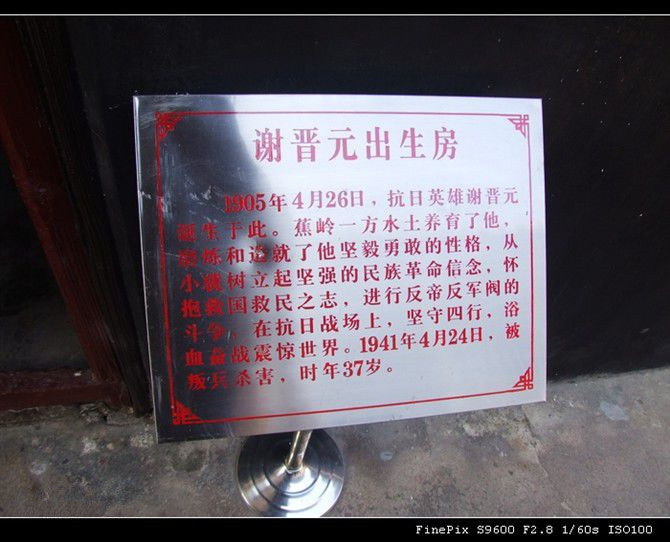 谢晋元出生房
1905年4月26日，抗日英雄谢晋元
诞生于此。蕉岭一方水土养育了他，
锻炼和造就了他坚毅勇敢的性格，从
小就树立起坚强的民族革命信念，怀
抱救国救民之志，进行反帝反军阀的
斗争，在抗日战场上，坚守四行，浴
血奋战震惊世界。1941年4月24日，被
叛兵杀害，时年37岁。
FinePix S9600 F2.8 1/60s ISO100